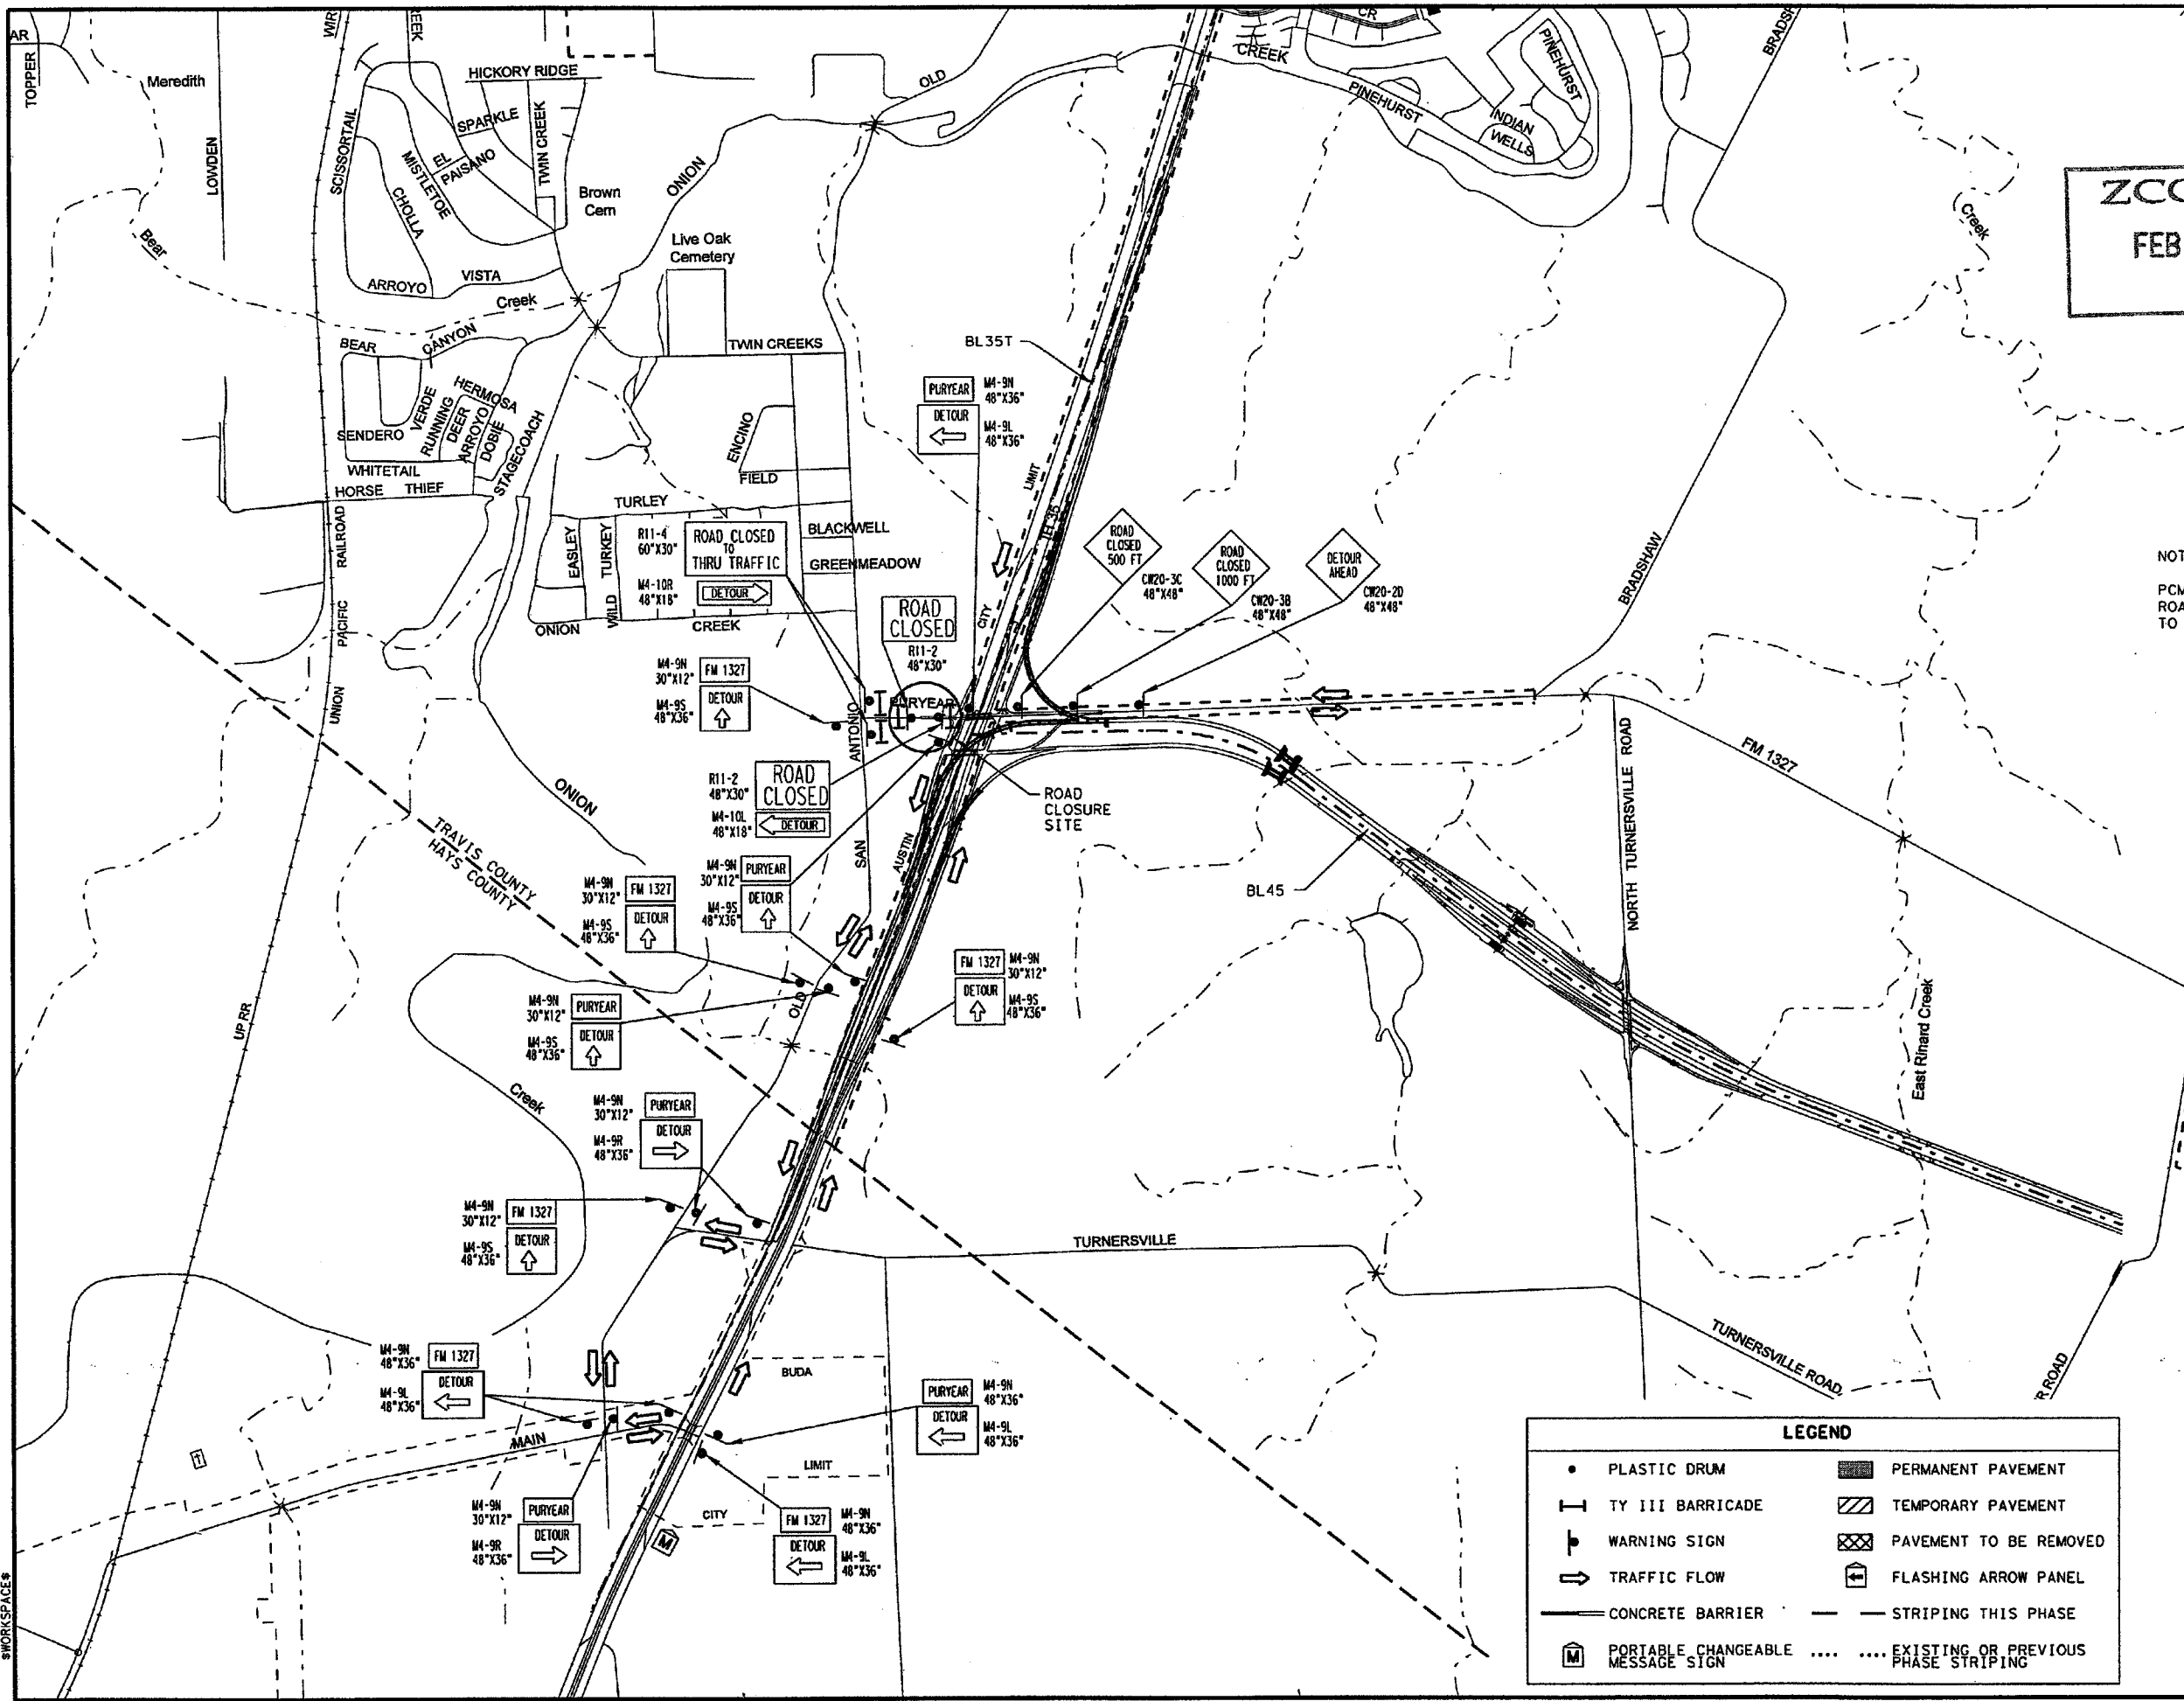 AR
TOPPER
Meredith
LOWDEN
Bear
SCISSORTAIL
HICKORY RIDGE
SPARKLE
TWIN CREEK
EL
PAISANO
MISTLETOE
CHOLLA
Brown
Cem
ARROYO
VISTA
Creek
ONION
OLD
Live Oak
Cemetery
CREEK
CR
PINEHURST
PINEHURST
INDIAN
WELLS
Creek
FEB
BEAR
CANYON
TWIN CREEKS
VERDE
HERMOSA
RUNNING
DEER
ARROYO
DOBIE
SENDERO
WHITETAIL
HORSE THIEF
STAGECOACH
ENCINO
FIELD
TURLEY
BLACKWELL
GREENMEADOW
EASLEY
TURKEY
WILD
ONION
CREEK
RAILROAD
PACIFIC
UNION
UP RR
BL35T
PURYEAR
M4-9N
48"X36"
DETOUR
M4-9L
48"X36"
LIMIT
CITY
AUSTIN
IH 35
R11-4
60"X30"
ROAD CLOSED
TO
THRU TRAFFIC
M4-10R
48"X18"
DETOUR
ROAD
CLOSED
R11-2
48"X30"
ROAD
CLOSED
500 FT
CW20-3C
48"X48"
ROAD
CLOSED
1000 FT
CW20-3B
48"X48"
DETOUR
AHEAD
CW20-2D
48"X48"
BRADSHAW
NOT
PCM
ROA
TO
M4-9N
30"X12"
FM 1327
M4-9S
48"X36"
DETOUR
PURYEAR
SAN
ANTONIO
OLD
R11-2
48"X30"
ROAD
CLOSED
M4-10L
48"X18"
DETOUR
ROAD
CLOSURE
SITE
NORTH TURNERSVILLE ROAD
FM 1327
BL45
ONION
TRAVIS COUNTY
HAYS COUNTY
M4-9N
30"X12"
PURYEAR
M4-9S
48"X36"
DETOUR
M4-9N
30"X12"
FM 1327
M4-9S
48"X36"
DETOUR
FM 1327
M4-9N
30"X12"
DETOUR
M4-9S
48"X36"
M4-9N
30"X12"
PURYEAR
M4-9S
48"X36"
DETOUR
East Rinard Creek
Creek
M4-9N
30"X12"
PURYEAR
M4-9R
48"X36"
DETOUR
M4-9N
30"X12"
FM 1327
M4-9S
48"X36"
DETOUR
TURNERSVILLE
TURNERSVILLE ROAD
R ROAD
M4-9N
48"X36"
FM 1327
M4-9L
48"X36"
DETOUR
BUDA
PURYEAR
M4-9N
48"X36"
DETOUR
M4-9L
48"X36"
MAIN
LIMIT
CITY
M4-9N
30"X12"
PURYEAR
M4-9R
48"X36"
DETOUR
M
FM 1327
M4-9N
48"X36"
DETOUR
M4-9L
48"X36"
LEGEND
PLASTIC DRUM
PERMANENT PAVEMENT
TY III BARRICADE
TEMPORARY PAVEMENT
WARNING SIGN
PAVEMENT TO BE REMOVED
TRAFFIC FLOW
FLASHING ARROW PANEL
CONCRETE BARRIER
STRIPING THIS PHASE
M
PORTABLE CHANGEABLE
MESSAGE SIGN
EXISTING OR PREVIOUS
PHASE STRIPING
$WORKSPACE$